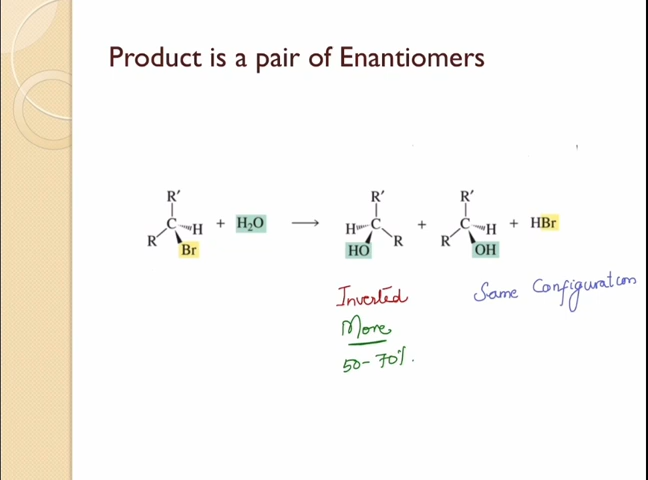 Product is a pair of Enantiomers
R′ R′ R′
C H + H₂O ⟶ H C + C H + HBr
R Br HO R R OH
Inverted Same Configuration
More
50-70%.